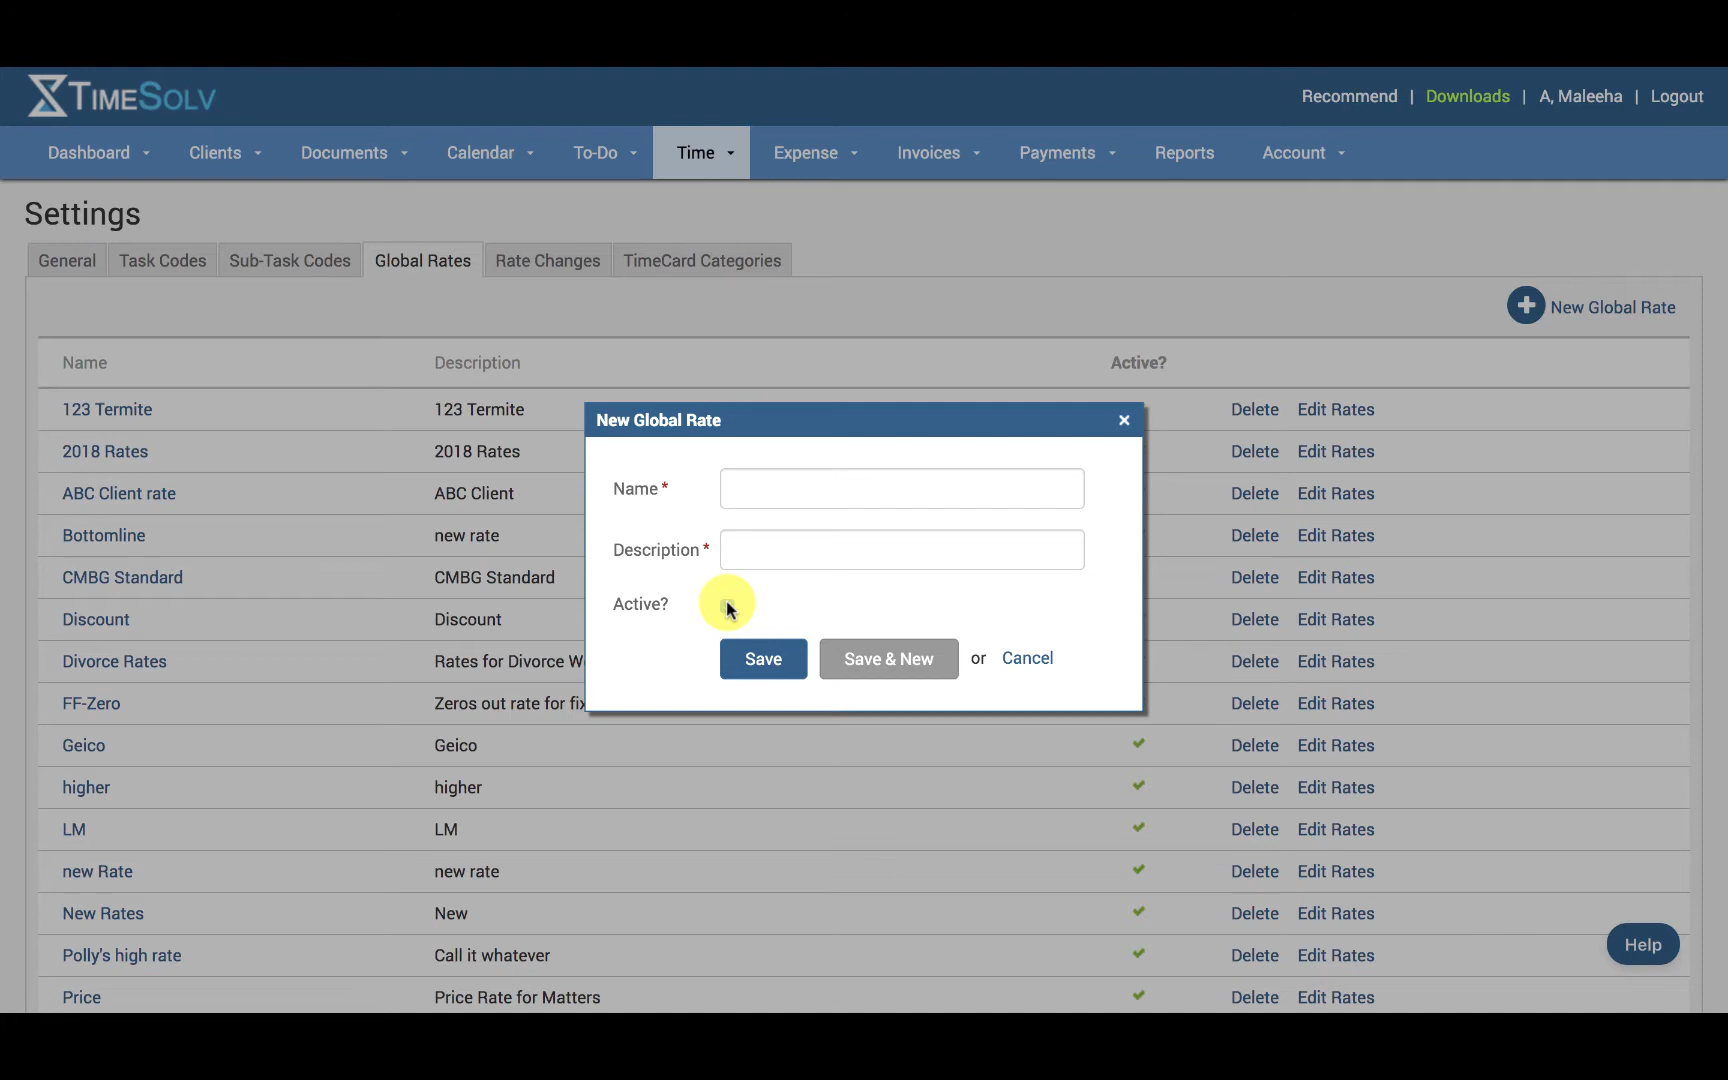 TIMESOLV
Recommend | Downloads | A, Maleeha | Logout
Dashboard Clients Documents Calendar To-Do Time Expense Invoices Payments Reports Account
Settings
General Task Codes Sub-Task Codes Global Rates Rate Changes TimeCard Categories
New Global Rate
Name Description Active?
123 Termite 123 Termite Delete Edit Rates
2018 Rates 2018 Rates Delete Edit Rates
ABC Client rate ABC Client Delete Edit Rates
Bottomline new rate Delete Edit Rates
CMBG Standard CMBG Standard Delete Edit Rates
Discount Discount Delete Edit Rates
Divorce Rates Rates for Divorce W Delete Edit Rates
FF-Zero Zeros out rate for fix Delete Edit Rates
Geico Geico Delete Edit Rates
higher higher Delete Edit Rates
LM LM Delete Edit Rates
new Rate new rate Delete Edit Rates
New Rates New Delete Edit Rates
Polly's high rate Call it whatever Delete Edit Rates
Price Price Rate for Matters Delete Edit Rates
New Global Rate
Name *
Description *
Active?
Save Save & New or Cancel
Help